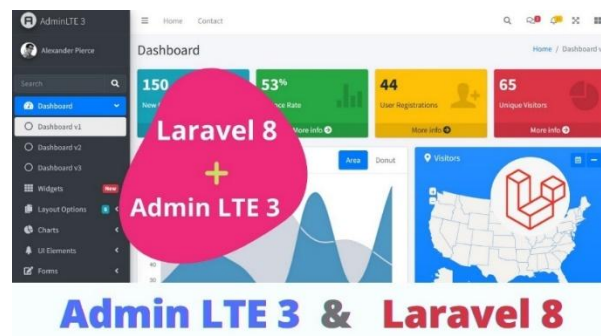 AdminLTE 3
Home Contact
Alexander Pierce
Dashboard
Home / Dashboard v
Search
Dashboard
Dashboard v1
Dashboard v2
Dashboard v3
Widgets New
Layout Options
Charts
UI Elements
Forms
150
New
53%
More info
44
User Registrations
More info
65
Unique Visitors
More info
Laravel 8
+
Admin LTE 3
Area Donut
Visitors
Admin LTE 3 & Laravel 8